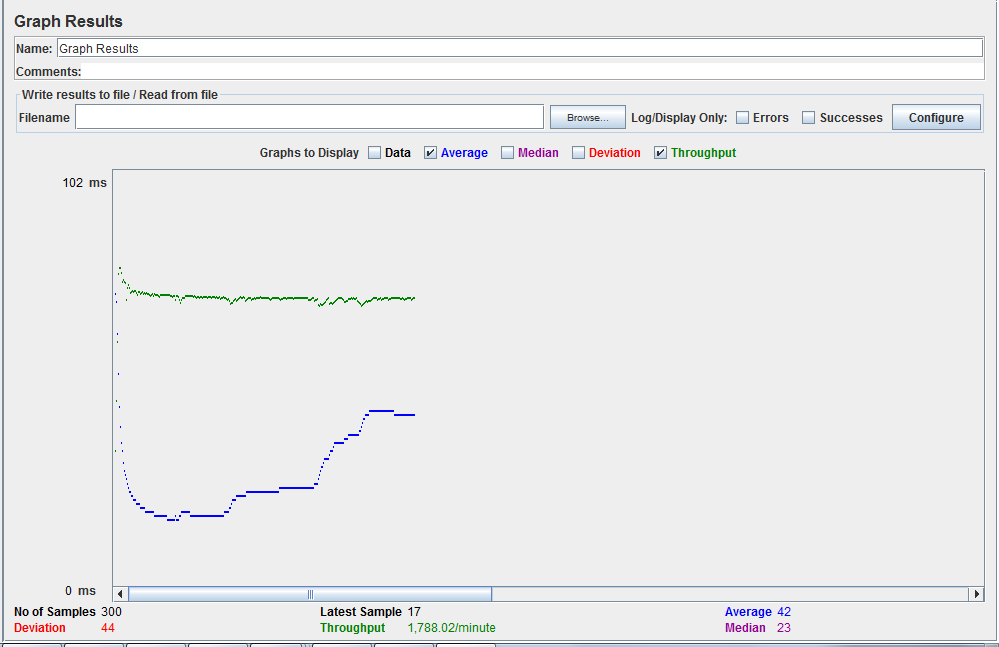 Graph Results
Name: Graph Results
Comments:
Write results to file / Read from file
Filename Browse... Log/Display Only: Errors Successes Configure
Graphs to Display Data Average Median Deviation Throughput
102 ms
0 ms
No of Samples 300 Latest Sample 17 Average 42
Deviation 44 Throughput 1,788.02/minute Median 23